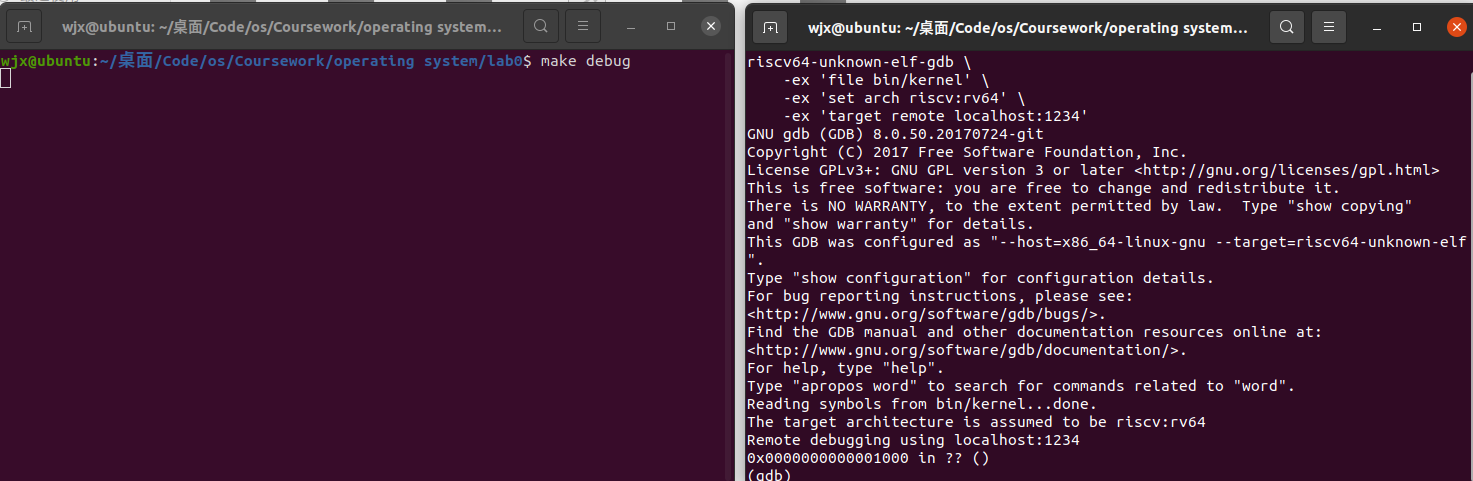 wjx@ubuntu: ~/桌面/Code/os/Coursework/operating system...
wjx@ubuntu:~/桌面/Code/os/Coursework/operating system/lab0$ make debug
wjx@ubuntu: ~/桌面/Code/os/Coursework/operating system...
riscv64-unknown-elf-gdb \
    -ex 'file bin/kernel' \
    -ex 'set arch riscv:rv64' \
    -ex 'target remote localhost:1234'
GNU gdb (GDB) 8.0.50.20170724-git
Copyright (C) 2017 Free Software Foundation, Inc.
License GPLv3+: GNU GPL version 3 or later <http://gnu.org/licenses/gpl.html>
This is free software: you are free to change and redistribute it.
There is NO WARRANTY, to the extent permitted by law.  Type "show copying"
and "show warranty" for details.
This GDB was configured as "--host=x86_64-linux-gnu --target=riscv64-unknown-elf
".
Type "show configuration" for configuration details.
For bug reporting instructions, please see:
<http://www.gnu.org/software/gdb/bugs/>.
Find the GDB manual and other documentation resources online at:
<http://www.gnu.org/software/gdb/documentation/>.
For help, type "help".
Type "apropos word" to search for commands related to "word".
Reading symbols from bin/kernel...done.
The target architecture is assumed to be riscv:rv64
Remote debugging using localhost:1234
0x0000000000001000 in ?? ()
(gdb)